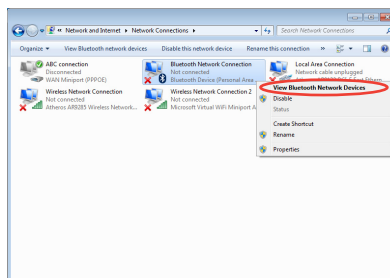 « Network and Internet ▸ Network Connections ▸
Search Network Connections
Organize
View Bluetooth network devices
Disable this network device
Rename this connection
»
ABC connection
Disconnected
WAN Miniport (PPPOE)
Bluetooth Network Connection
Not connected
Bluetooth Device (Personal Area ...
Local Area Connection
Network cable unplugged
Wireless Network Connection
Not connected
Atheros AR9285 Wireless Network...
Wireless Network Connection 2
Not connected
Microsoft Virtual WiFi Miniport A
View Bluetooth Network Devices
Disable
Status
Create Shortcut
Rename
Properties